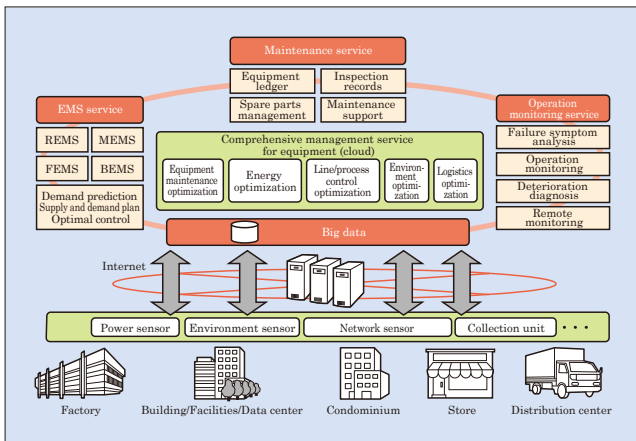 Maintenance service
Equipment
ledger
Inspection
records
Spare parts
management
Maintenance
support
EMS service
REMS
MEMS
FEMS
BEMS
Demand prediction
Supply and demand plan
Optimal control
Operation
monitoring service
Failure symptom
analysis
Operation
monitoring
Deterioration
diagnosis
Remote
monitoring
Comprehensive management service
for equipment (cloud)
Equipment
maintenance
optimization
Energy
optimization
Line/process
control
optimization
Environ-
ment
optimi-
zation
Logistics
optimi-
zation
Big data
Internet
Power sensor
Environment sensor
Network sensor
Collection unit
· · ·
Factory
Building/Facilities/Data center
Condominium
Store
Distribution center